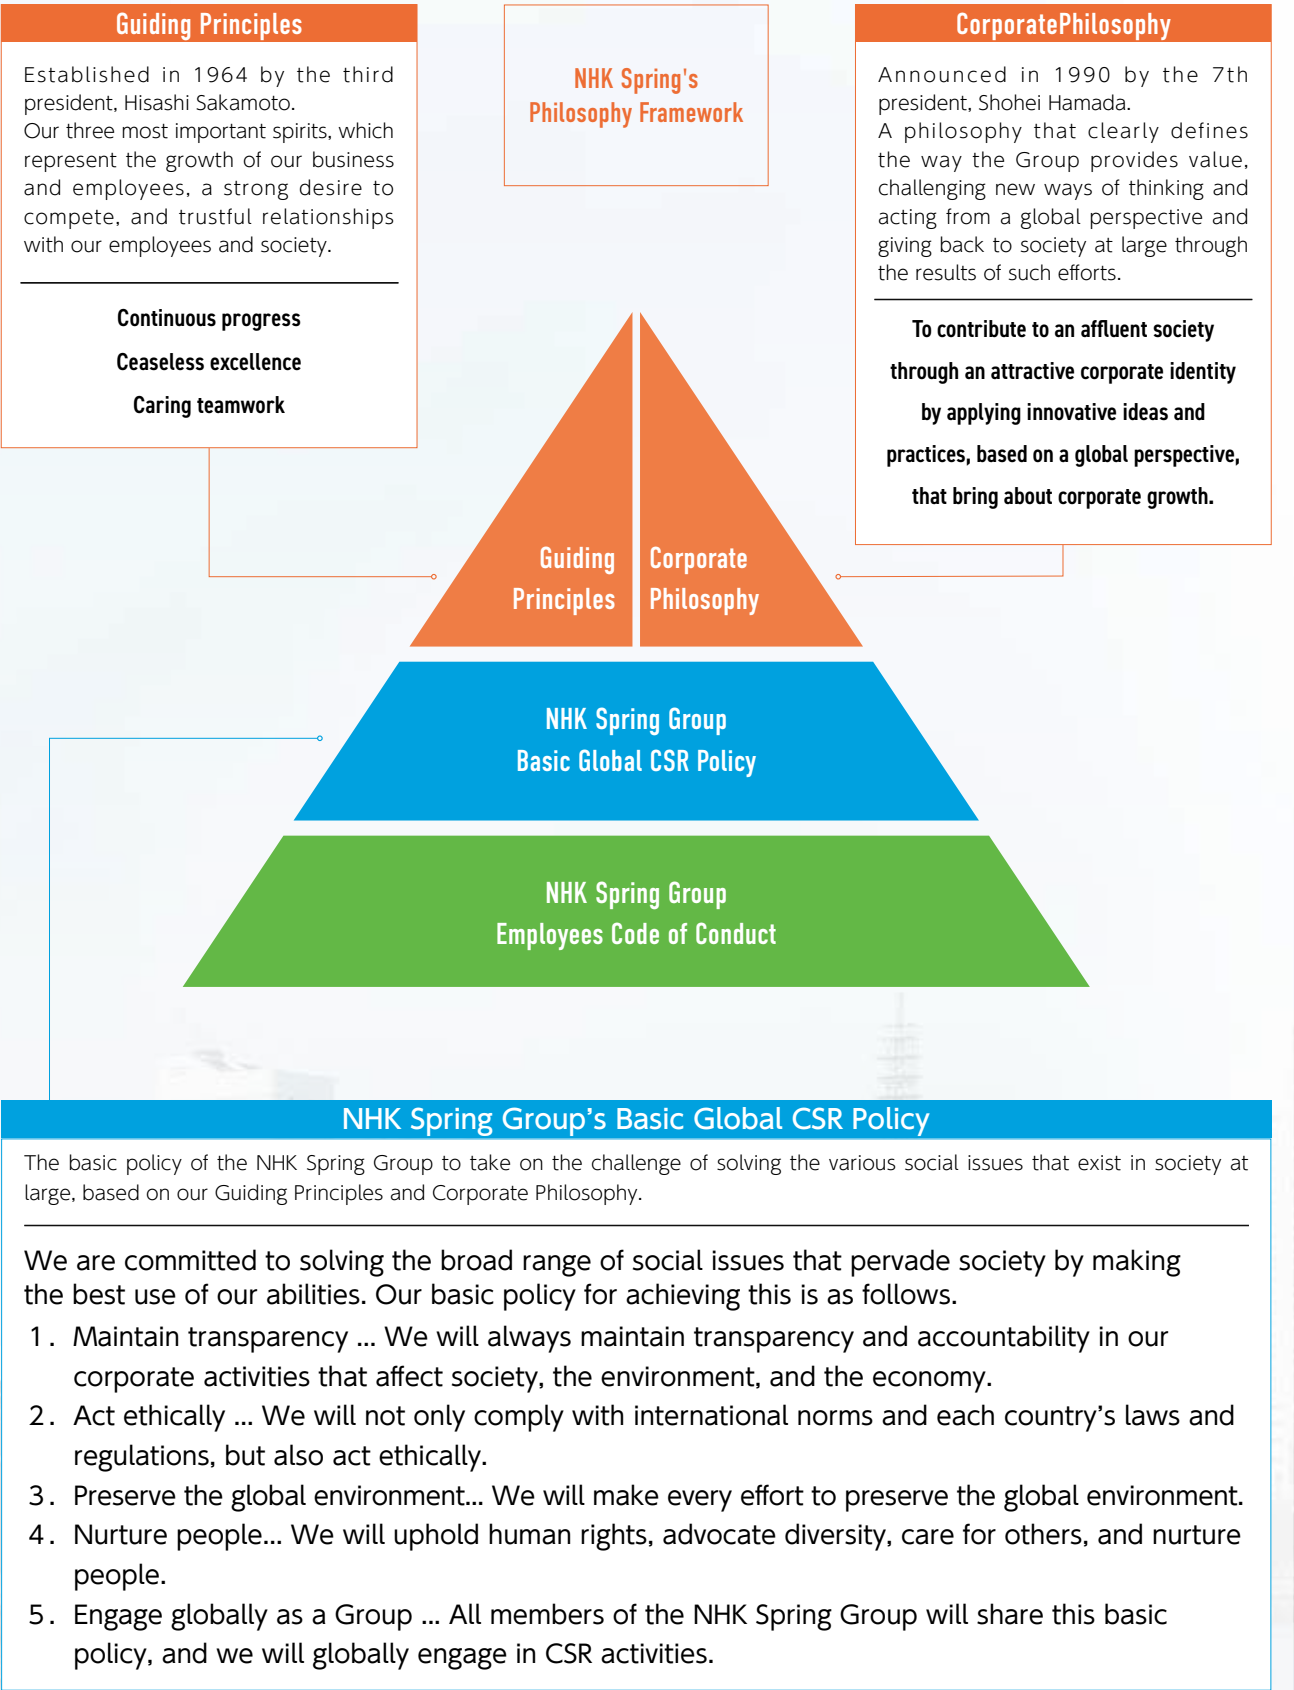 Guiding Principles
Established in 1964 by the third
president, Hisashi Sakamoto.
Our three most important spirits, which
represent the growth of our business
and employees, a strong desire to
compete, and trustful relationships
with our employees and society.
Continuous progress
Ceaseless excellence
Caring teamwork
NHK Spring's
Philosophy Framework
CorporatePhilosophy
Announced in 1990 by the 7th
president, Shohei Hamada.
A philosophy that clearly defines
the way the Group provides value,
challenging new ways of thinking and
acting from a global perspective and
giving back to society at large through
the results of such efforts.
To contribute to an affluent society
through an attractive corporate identity
by applying innovative ideas and
practices, based on a global perspective,
that bring about corporate growth.
Guiding
Principles
Corporate
Philosophy
NHK Spring Group
Basic Global CSR Policy
NHK Spring Group
Employees Code of Conduct
NHK Spring Group's Basic Global CSR Policy
The basic policy of the NHK Spring Group to take on the challenge of solving the various social issues that exist in society at
large, based on our Guiding Principles and Corporate Philosophy.
We are committed to solving the broad range of social issues that pervade society by making
the best use of our abilities. Our basic policy for achieving this is as follows.
1. Maintain transparency ... We will always maintain transparency and accountability in our
corporate activities that affect society, the environment, and the economy.
2. Act ethically ... We will not only comply with international norms and each country's laws and
regulations, but also act ethically.
3. Preserve the global environment... We will make every effort to preserve the global environment.
4. Nurture people... We will uphold human rights, advocate diversity, care for others, and nurture
people.
5. Engage globally as a Group ... All members of the NHK Spring Group will share this basic
policy, and we will globally engage in CSR activities.